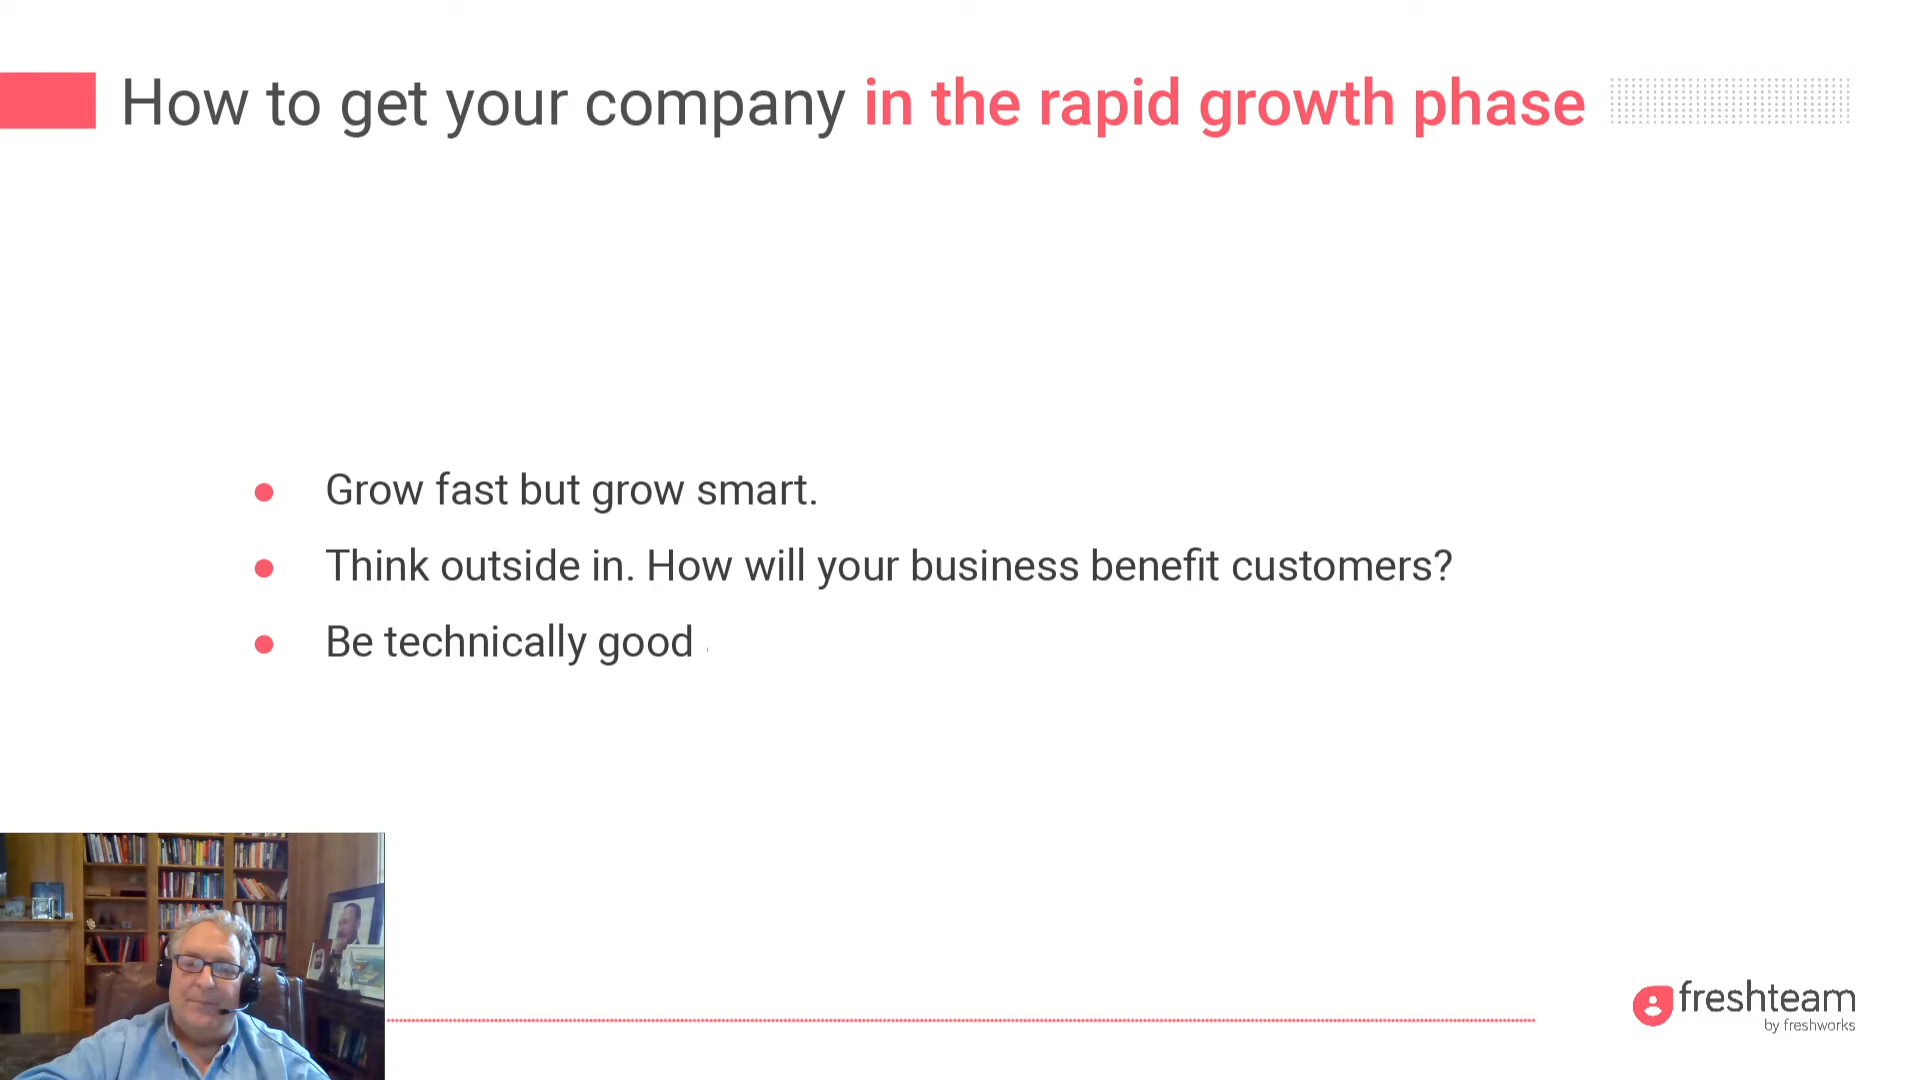 How to get your company in the rapid growth phase
Grow fast but grow smart.
Think outside in. How will your business benefit customers?
Be technically good
freshteam
by freshworks